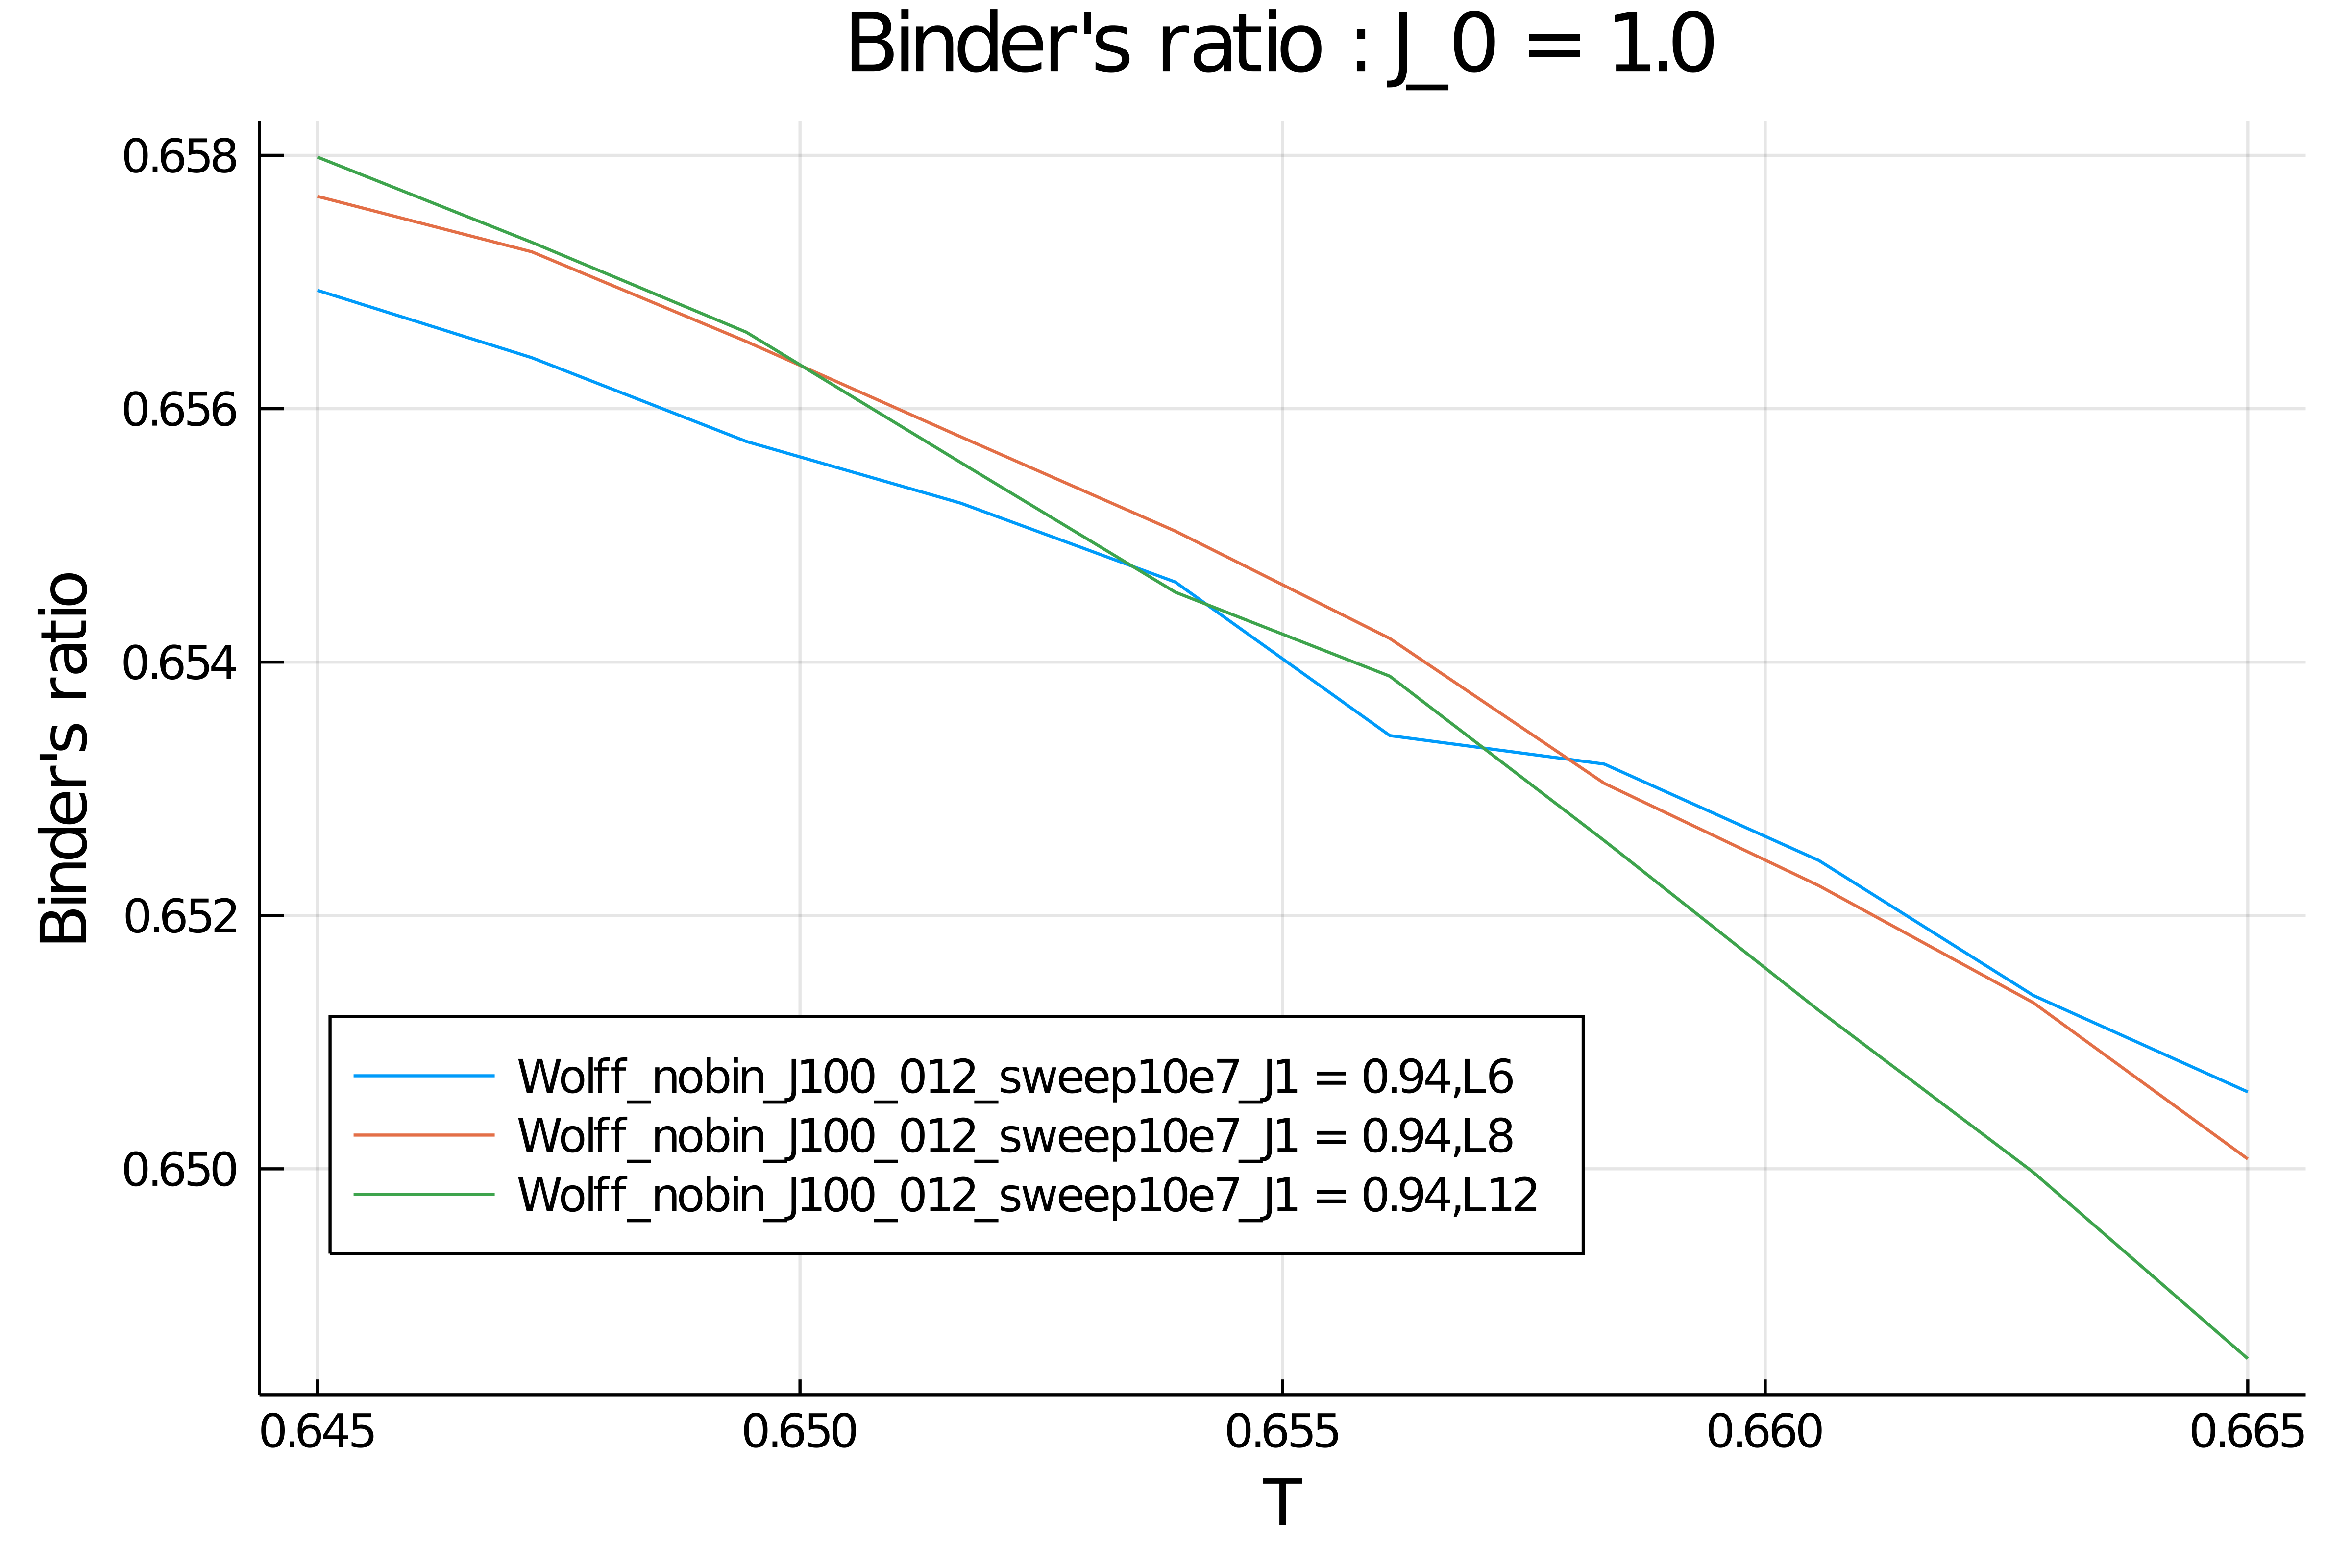 Binder's ratio : J_0 = 1.0
0.658
0.656
0.654
0.652
0.650
Binder's ratio
Wolff_nobin_J100_012_sweep10e7_J1 = 0.94,L6
Wolff_nobin_J100_012_sweep10e7_J1 = 0.94,L8
Wolff_nobin_J100_012_sweep10e7_J1 = 0.94,L12
0.645 0.650 0.655 0.660 0.665
T